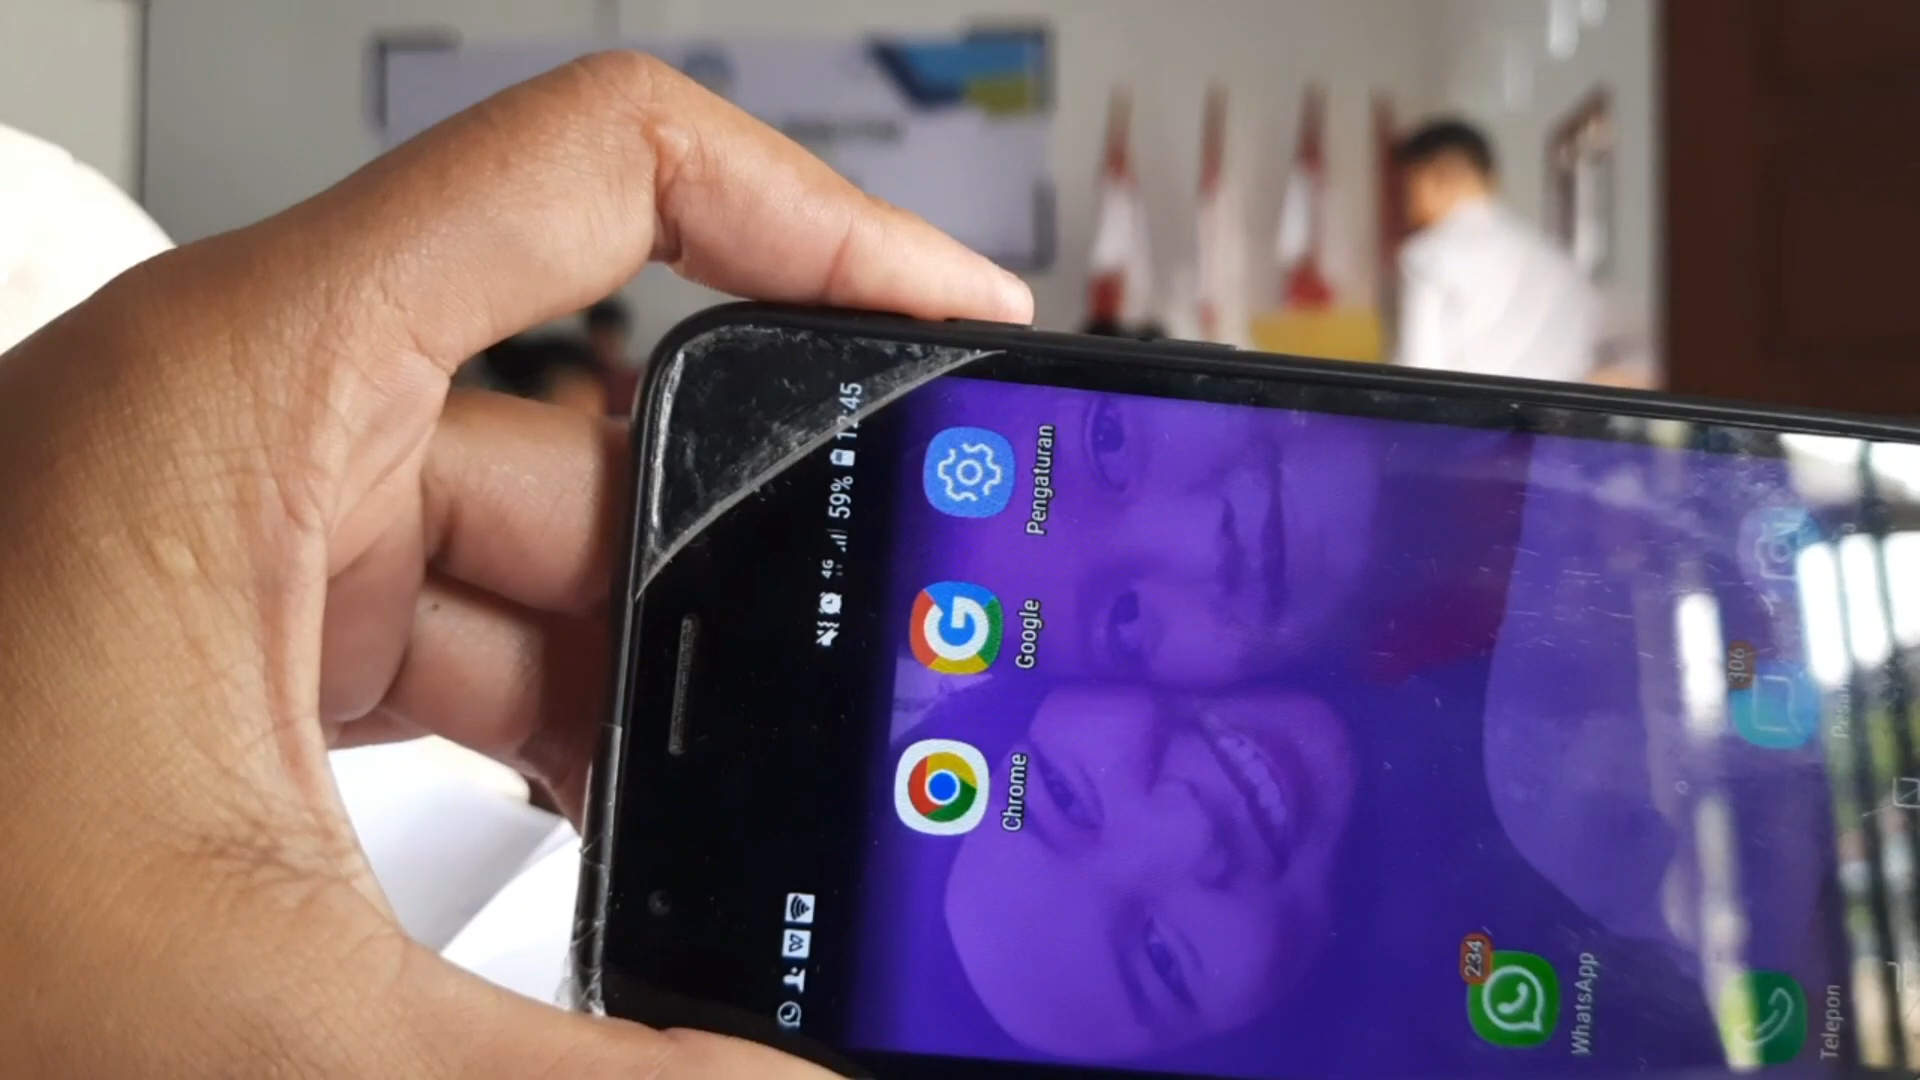 4G 59% 12:45
Chrome
Google
Pengaturan
234
WhatsApp
306
Telepon